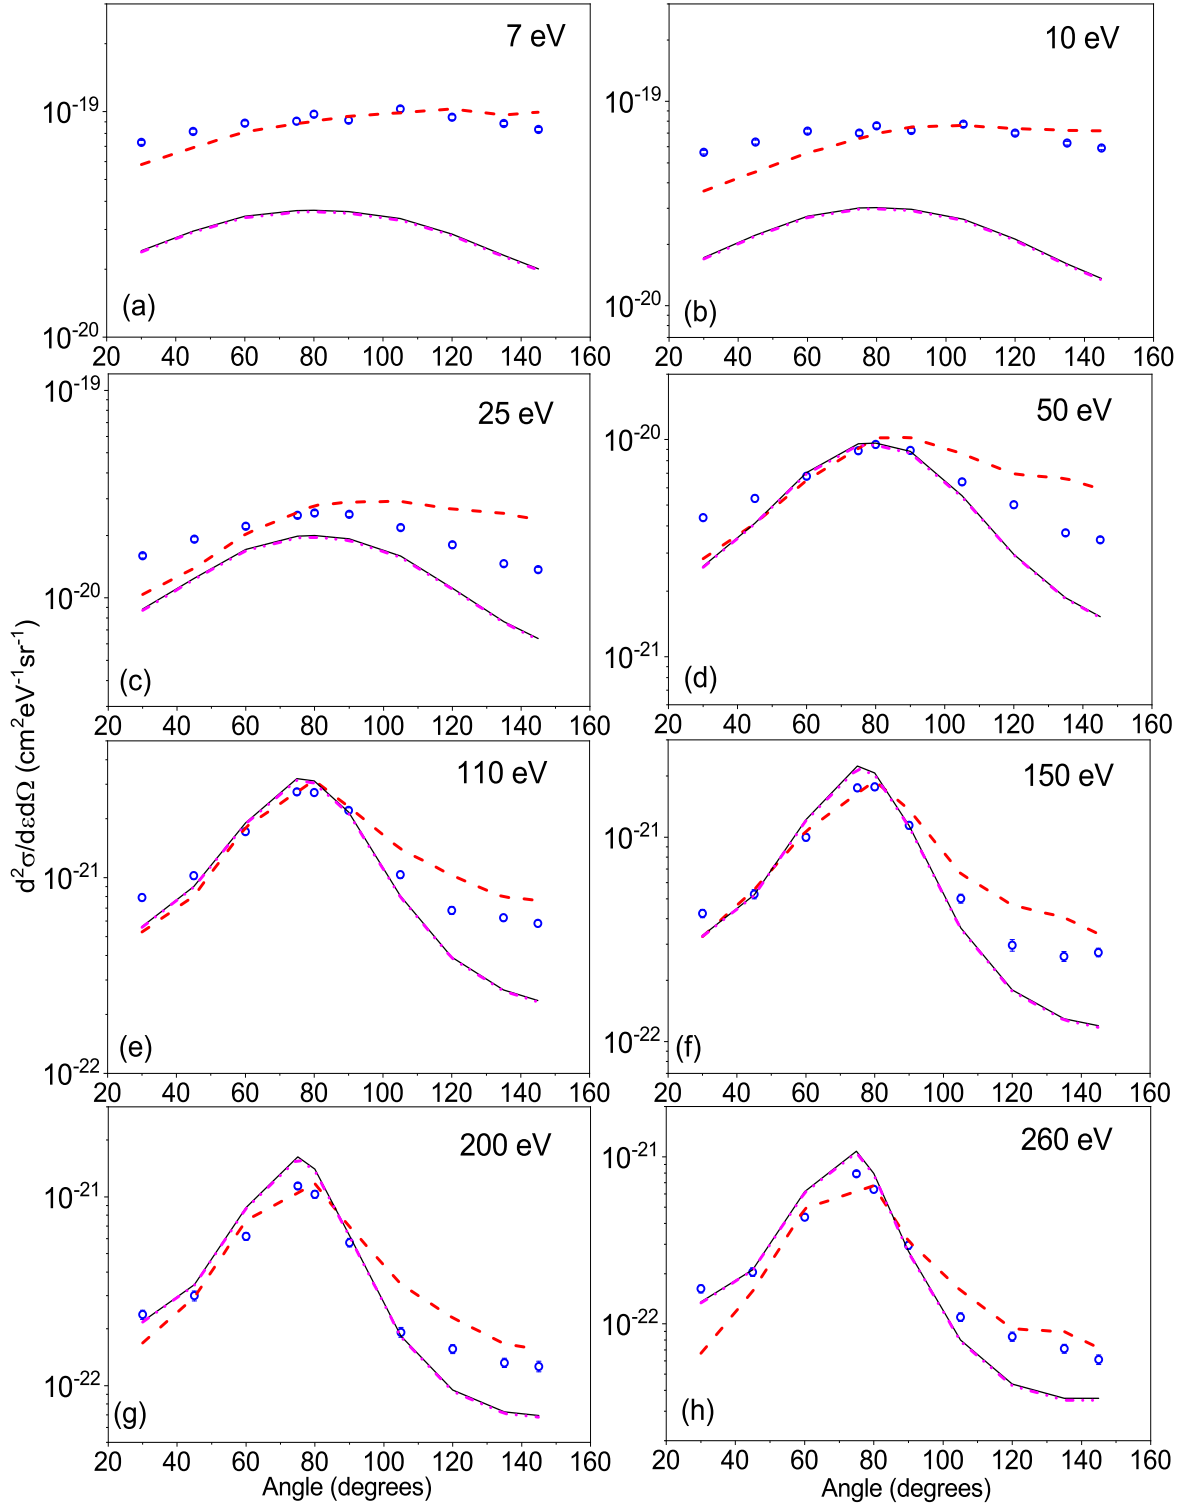 7 eV
10⁻¹⁹
10⁻²⁰
(a)
20 40 60 80 100 120 140 160
10 eV
10⁻¹⁹
10⁻²⁰
(b)
20 40 60 80 100 120 140 160
25 eV
10⁻¹⁹
10⁻²⁰
(c)
20 40 60 80 100 120 140 160
50 eV
10⁻²⁰
10⁻²¹
(d)
20 40 60 80 100 120 140 160
d²σ/dεdΩ (cm²eV⁻¹sr⁻¹)
110 eV
10⁻²¹
10⁻²²
(e)
20 40 60 80 100 120 140 160
150 eV
10⁻²¹
10⁻²²
(f)
20 40 60 80 100 120 140 160
200 eV
10⁻²¹
10⁻²²
(g)
20 40 60 80 100 120 140 160
Angle (degrees)
260 eV
10⁻²¹
10⁻²²
(h)
20 40 60 80 100 120 140 160
Angle (degrees)